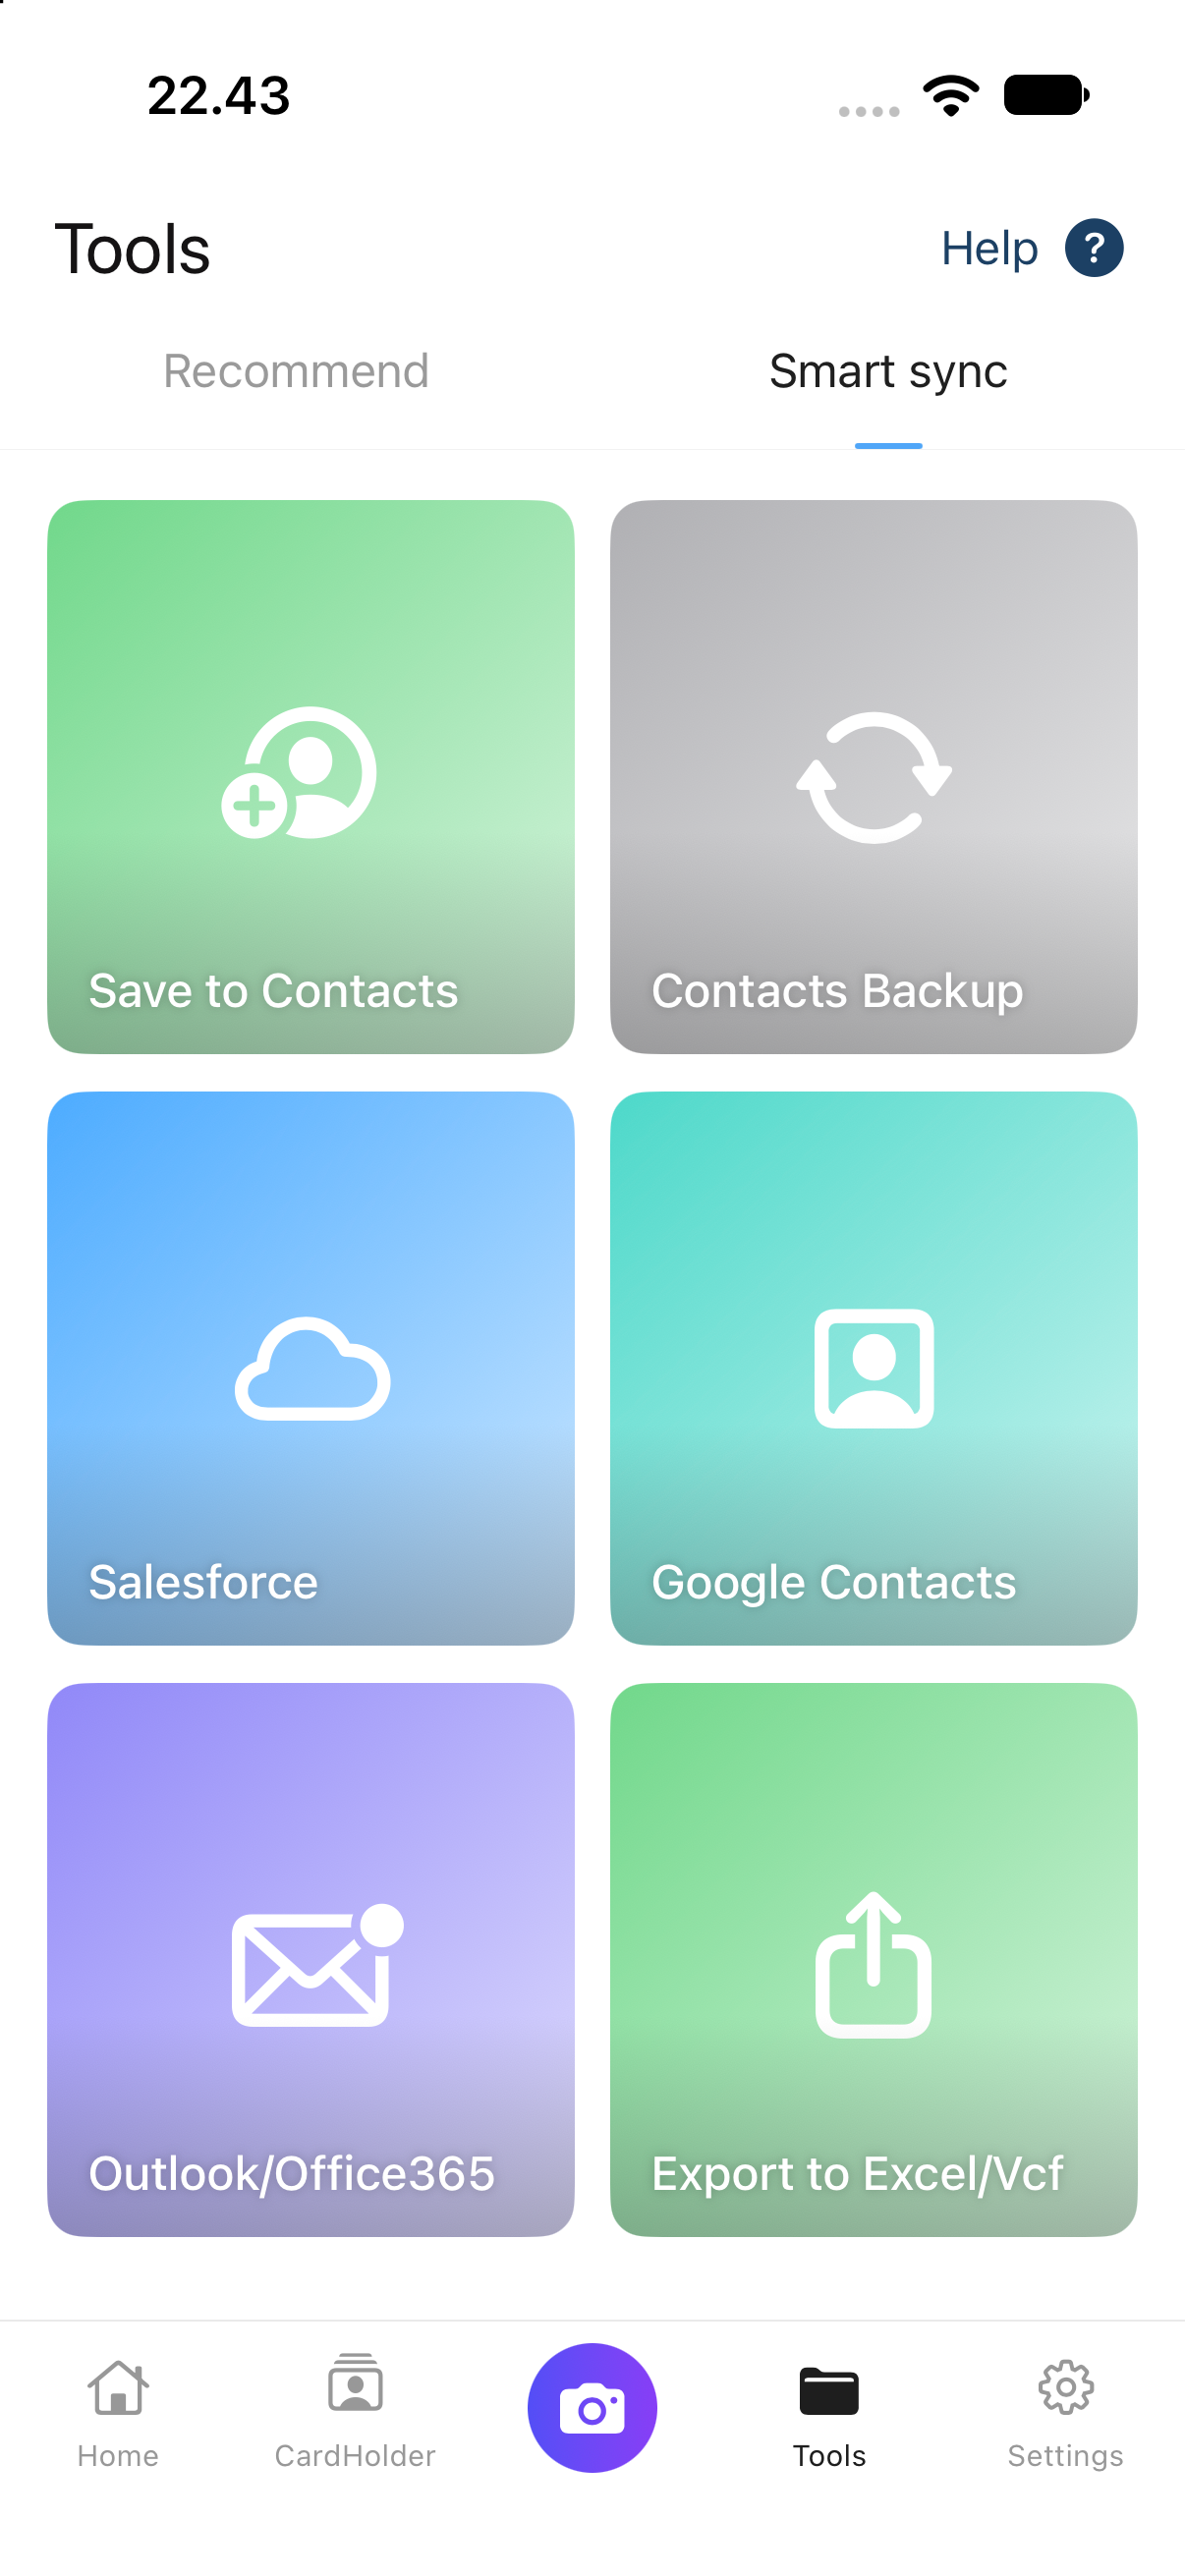 22.43
Tools
Help ?
Recommend
Smart sync
Save to Contacts
Contacts Backup
Salesforce
Google Contacts
Outlook/Office365
Export to Excel/Vcf
Home
CardHolder
Tools
Settings